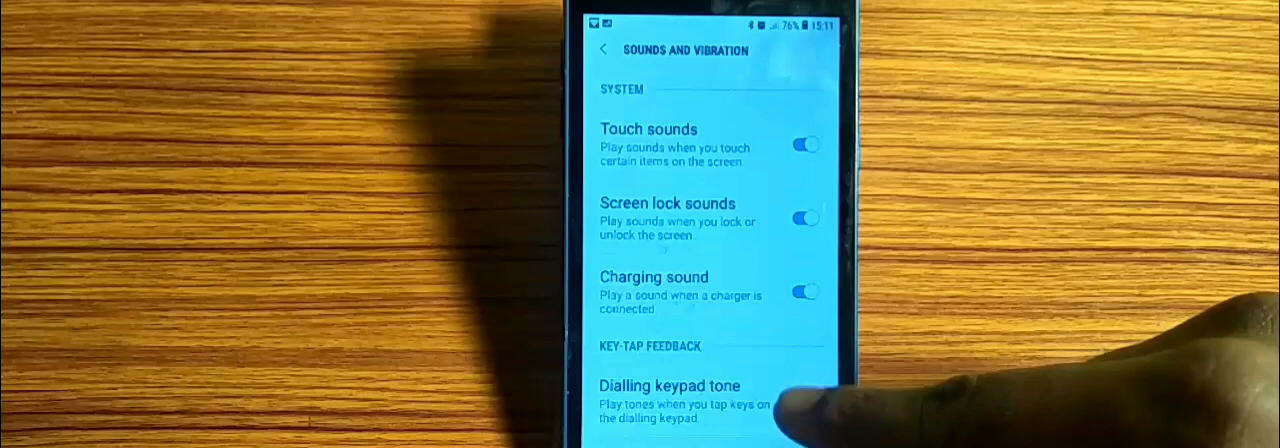 76% 15:11
SOUNDS AND VIBRATION
SYSTEM
Touch sounds
Play sounds when you touch
certain items on the screen.
Screen lock sounds
Play sounds when you lock or
unlock the screen.
Charging sound
Play a sound when a charger is
connected.
KEY-TAP FEEDBACK
Dialling keypad tone
Play tones when you tap keys on
the dialling keypad.